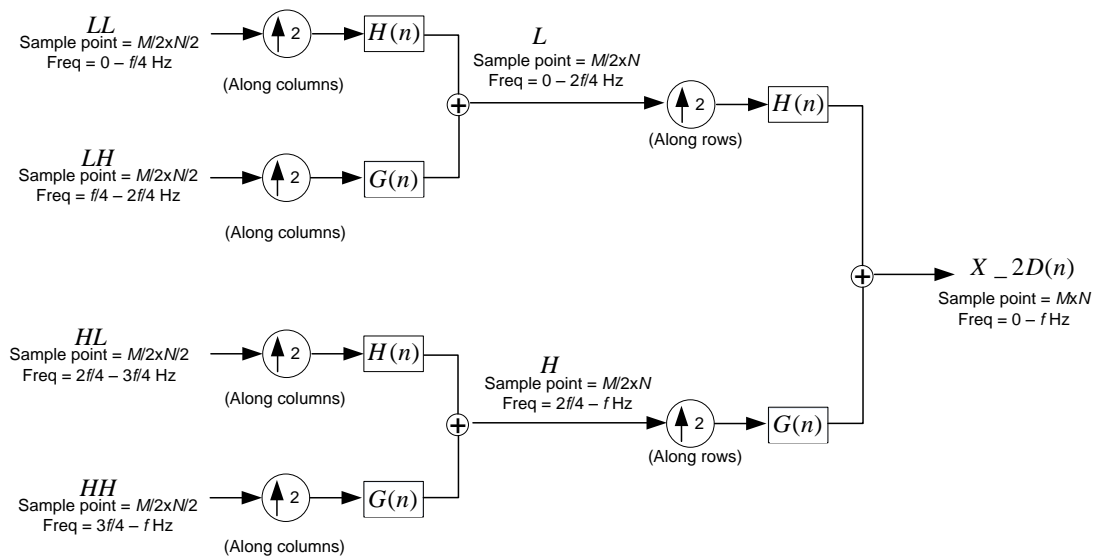 LL
Sample point = M/2xN/2
Freq = 0 – f/4 Hz
2
(Along columns)
H(n)
LH
Sample point = M/2xN/2
Freq = f/4 – 2f/4 Hz
2
(Along columns)
G(n)
+
L
Sample point = M/2xN
Freq = 0 – 2f/4 Hz
2
(Along rows)
H(n)
HL
Sample point = M/2xN/2
Freq = 2f/4 – 3f/4 Hz
2
(Along columns)
H(n)
HH
Sample point = M/2xN/2
Freq = 3f/4 – f Hz
2
(Along columns)
G(n)
+
H
Sample point = M/2xN
Freq = 2f/4 – f Hz
2
(Along rows)
G(n)
+
X _ 2D(n)
Sample point = MxN
Freq = 0 – f Hz